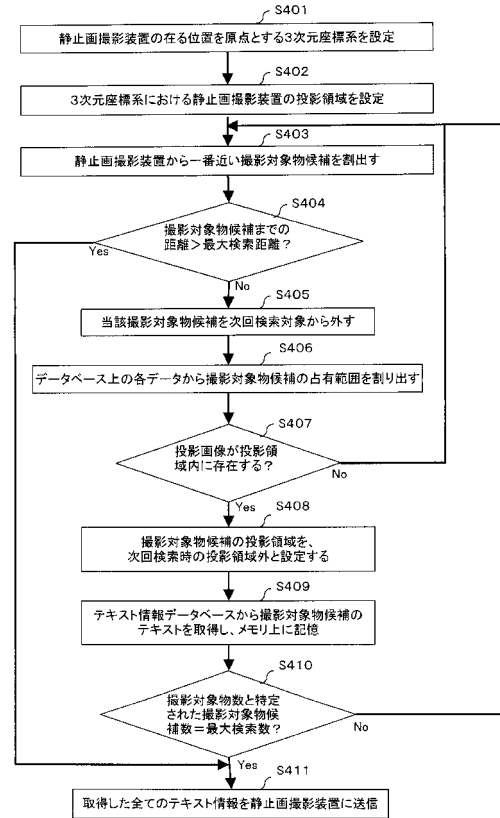 S401
静止画撮影装置の在る位置を原点とする3次元座標系を設定
S402
3次元座標系における静止画撮影装置の投影領域を設定
S403
静止画撮影装置から一番近い撮影対象物候補を割出す
S404
撮影対象物候補までの
距離＞最大検索距離？
Yes
No
S405
当該撮影対象物候補を次回検索対象から外す
S406
データベース上の各データから撮影対象物候補の占有範囲を割り出す
S407
投影画像が投影領
域内に存在する？
No
Yes
S408
撮影対象物候補の投影領域を、
次回検索時の投影領域外と設定する
S409
テキスト情報データベースから撮影対象物候補の
テキストを取得し、メモリ上に記憶
S410
撮影対象物数と特定
された撮影対象物候
補数＝最大検索数？
No
Yes
S411
取得した全てのテキスト情報を静止画撮影装置に送信